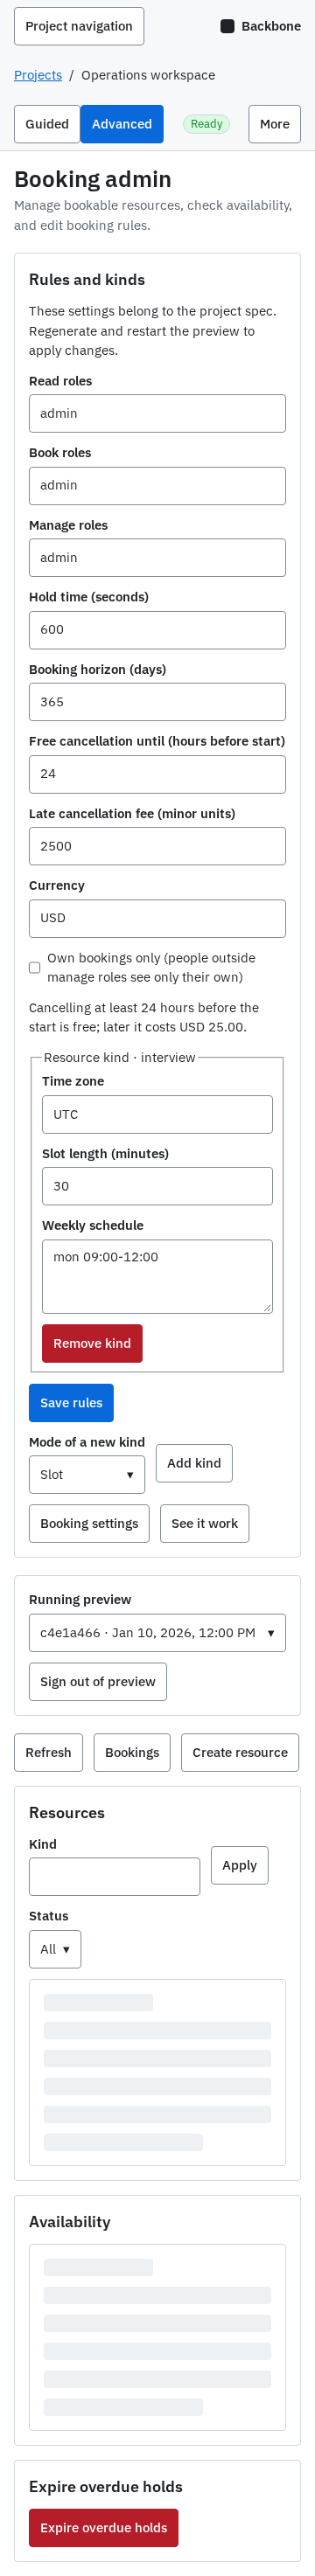 Project navigation
Backbone
Projects / Operations workspace
Guided
Advanced
Ready
More
Booking admin
Manage bookable resources, check availability,
and edit booking rules.
Rules and kinds
These settings belong to the project spec.
Regenerate and restart the preview to
apply changes.
Read roles
admin
Book roles
admin
Manage roles
admin
Hold time (seconds)
600
Booking horizon (days)
365
Free cancellation until (hours before start)
24
Late cancellation fee (minor units)
2500
Currency
USD
Own bookings only (people outside
manage roles see only their own)
Cancelling at least 24 hours before the
start is free; later it costs USD 25.00.
Resource kind · interview
Time zone
UTC
Slot length (minutes)
30
Weekly schedule
mon 09:00-12:00
Remove kind
Save rules
Mode of a new kind
Slot
Add kind
Booking settings
See it work
Running preview
c4e1a466 · Jan 10, 2026, 12:00 PM
Sign out of preview
Refresh
Bookings
Create resource
Resources
Kind
Apply
Status
All
Availability
Expire overdue holds
Expire overdue holds